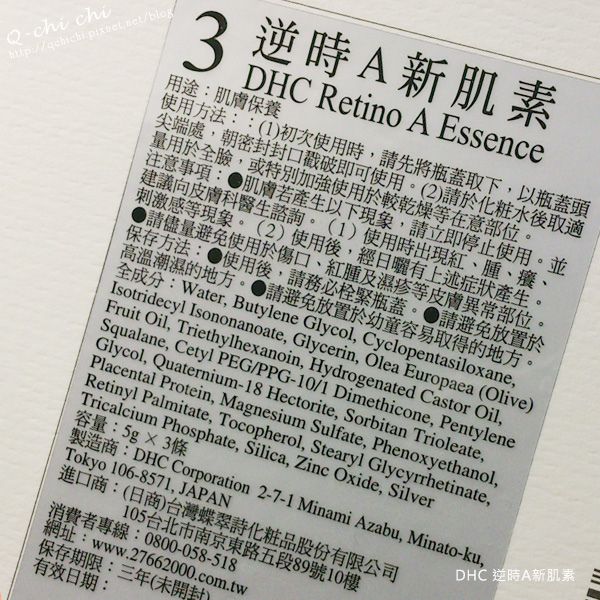 Q-chi chi
http://qchichi.pixnet.net/blog
3
逆時A新肌素
DHC Retino A Essence
用途：肌膚保養
使用方法：：(1)初次使用時，請先將瓶蓋取下，以瓶蓋頭
尖端處，朝密封封口戳破即可使用。(2)請於化粧水後取適
量用於全臉，或特別加強使用於較乾燥等在意部位。
注意事項：●肌膚若產生以下現象，請立即停止使用。並
建議向皮膚科醫生諮詢。（1）使用時出現紅、腫、癢、
刺激感等現象。（2）使用後，經日曬有上述症狀產生。
●請儘量避免使用於傷口、紅腫及濕疹等皮膚異常部位。
保存方法：●使用後，請務必栓緊瓶蓋。●請避免放置於
高溫潮濕的地方。●請避免放置於幼童容易取得的地方。
全成分：Water, Butylene Glycol, Cyclopentasiloxane,
Isotridecyl Isononanoate, Glycerin, Olea Europaea (Olive)
Fruit Oil, Triethylhexanoin, Hydrogenated Castor Oil,
Squalane, Cetyl PEG/PPG-10/1 Dimethicone, Pentylene
Glycol, Quaternium-18 Hectorite, Sorbitan Trioleate,
Placental Protein, Magnesium Sulfate, Phenoxyethanol,
Retinyl Palmitate, Tocopherol, Stearyl Glycyrrhetinate,
Tricalcium Phosphate, Silica, Zinc Oxide, Silver
容量：5g × 3條
製造商：DHC Corporation 2-7-1 Minami Azabu, Minato-ku,
Tokyo 106-8571, JAPAN
進口商：(日商)台灣蝶翠詩化粧品股份有限公司
105台北市南京東路五段89號10樓
消費者專線：0800-058-518
網址：www.27662000.com.tw
保存期限：三年(未開封)
有效日期：
DHC 逆時A新肌素